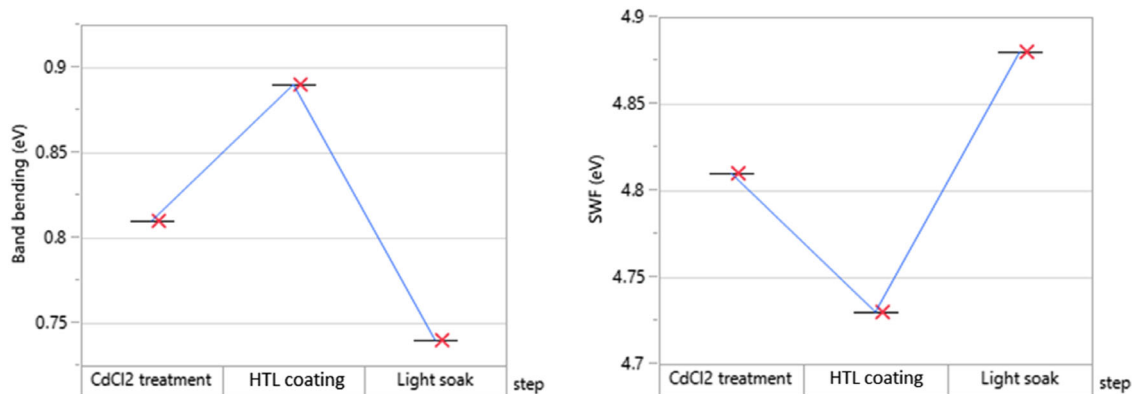 Band bending (eV)
0.9
0.85
0.8
0.75
CdCl2 treatment
HTL coating
Light soak
step
SWF (eV)
4.9
4.85
4.8
4.75
4.7
CdCl2 treatment
HTL coating
Light soak
step